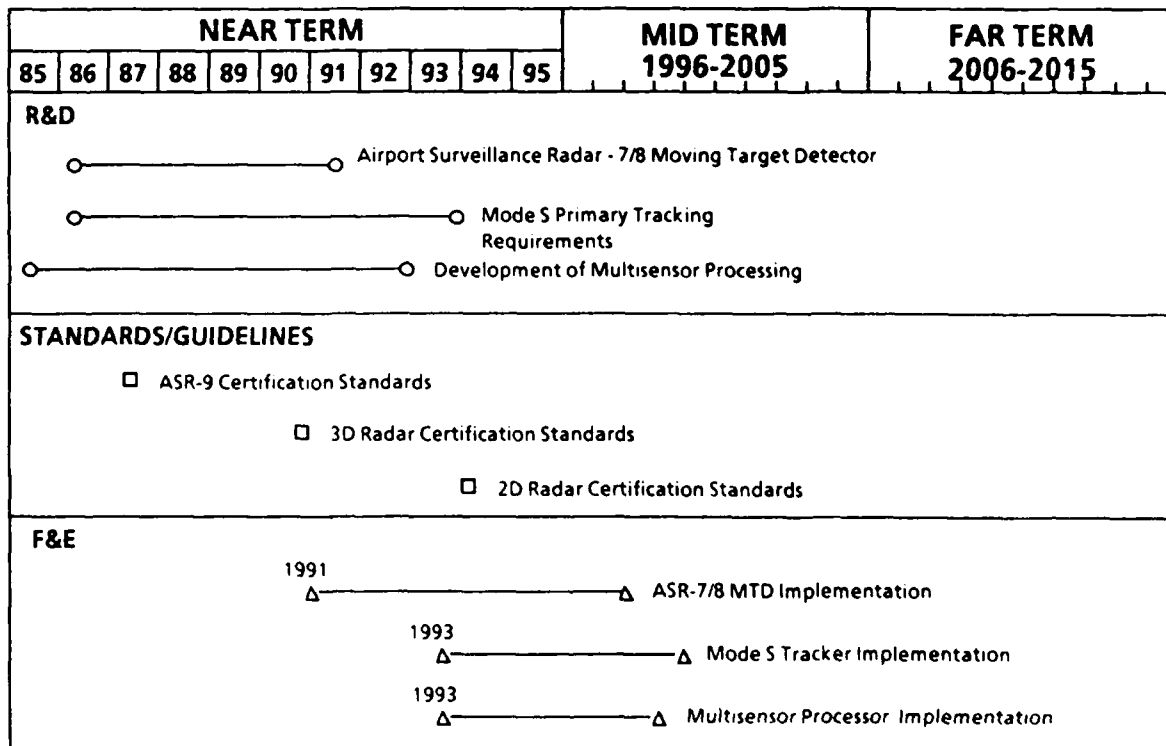 NEAR TERM
MID TERM
1996-2005
FAR TERM
2006-2015
85 86 87 88 89 90 91 92 93 94 95
R&D
Airport Surveillance Radar - 7/8 Moving Target Detector
Mode S Primary Tracking
Requirements
Development of Multisensor Processing
STANDARDS/GUIDELINES
ASR-9 Certification Standards
3D Radar Certification Standards
2D Radar Certification Standards
F&E
1991
ASR-7/8 MTD Implementation
1993
Mode S Tracker Implementation
1993
Multisensor Processor Implementation